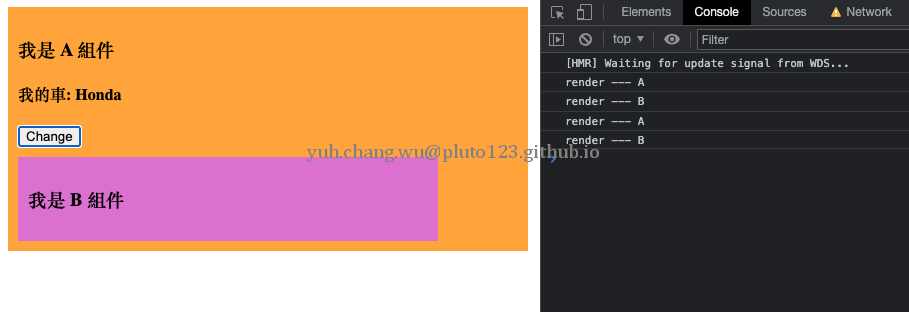 我是 A 組件
我的車: Honda
Change
我是 B 組件
yuh.chang.wu@pluto123.github.io
Elements Console Sources Network
top Filter
[HMR] Waiting for update signal from WDS...
render --- A
render --- B
render --- A
render --- B